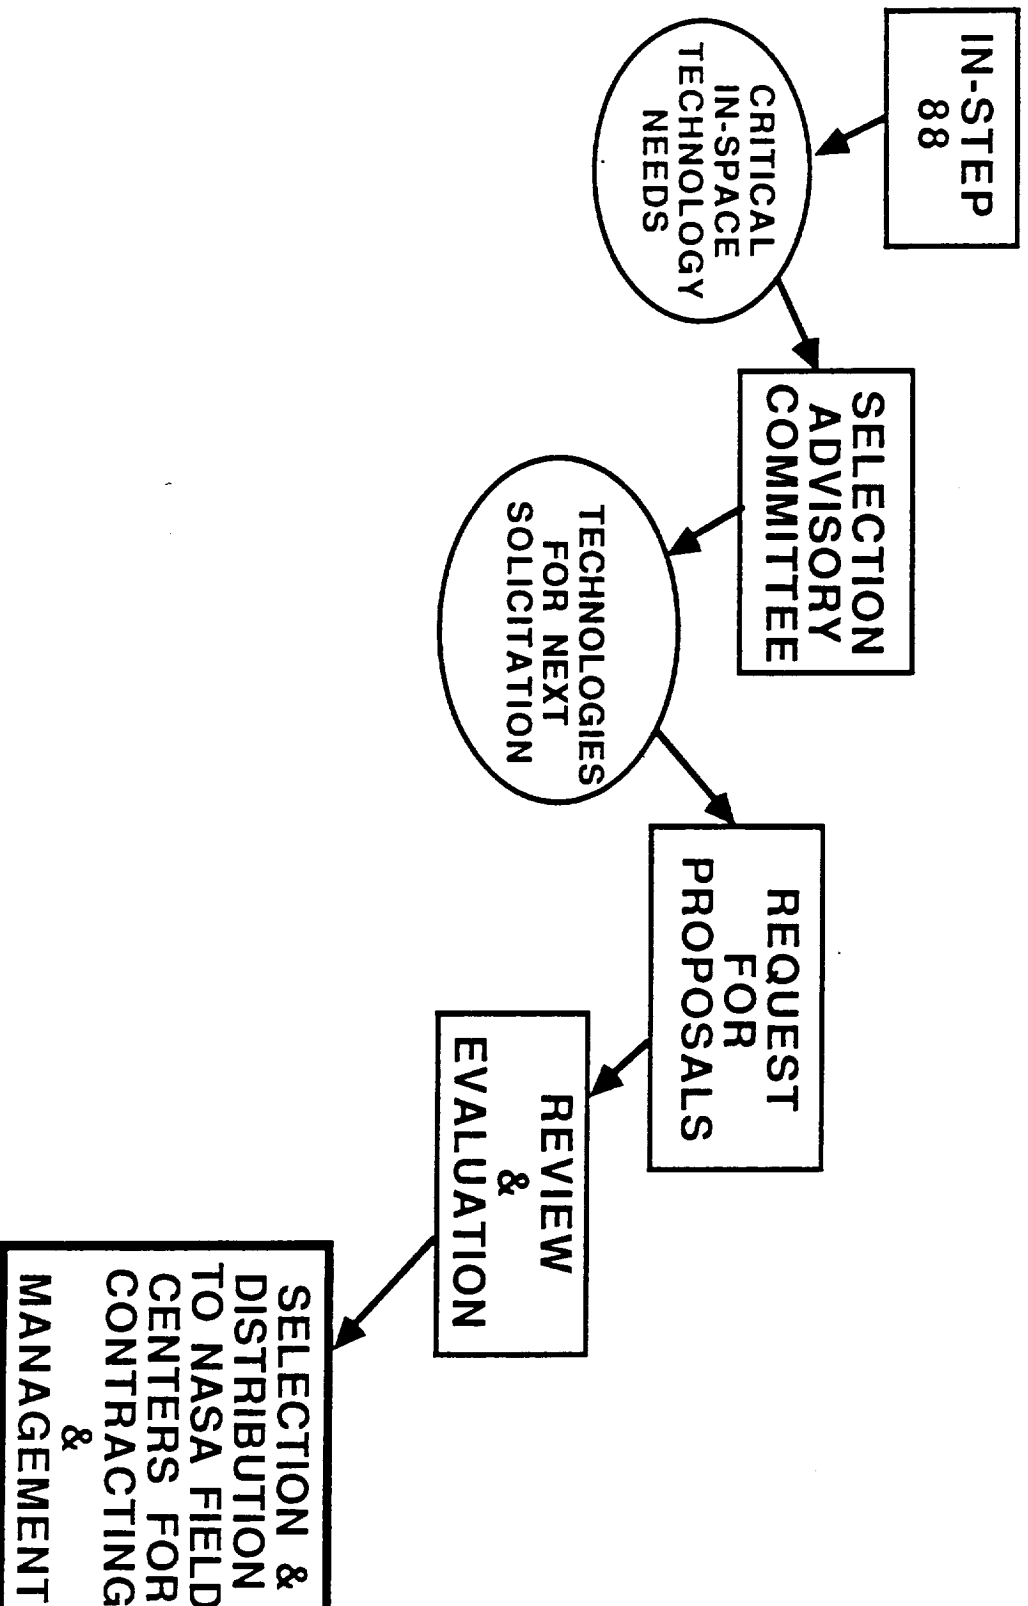 IN-STEP
88
CRITICAL
IN-SPACE
TECHNOLOGY
NEEDS
SELECTION
ADVISORY
COMMITTEE
TECHNOLOGIES
FOR NEXT
SOLICITATION
REQUEST
FOR
PROPOSALS
REVIEW
&
EVALUATION
SELECTION &
DISTRIBUTION
TO NASA FIELD
CENTERS FOR
CONTRACTING
&
MANAGEMENT